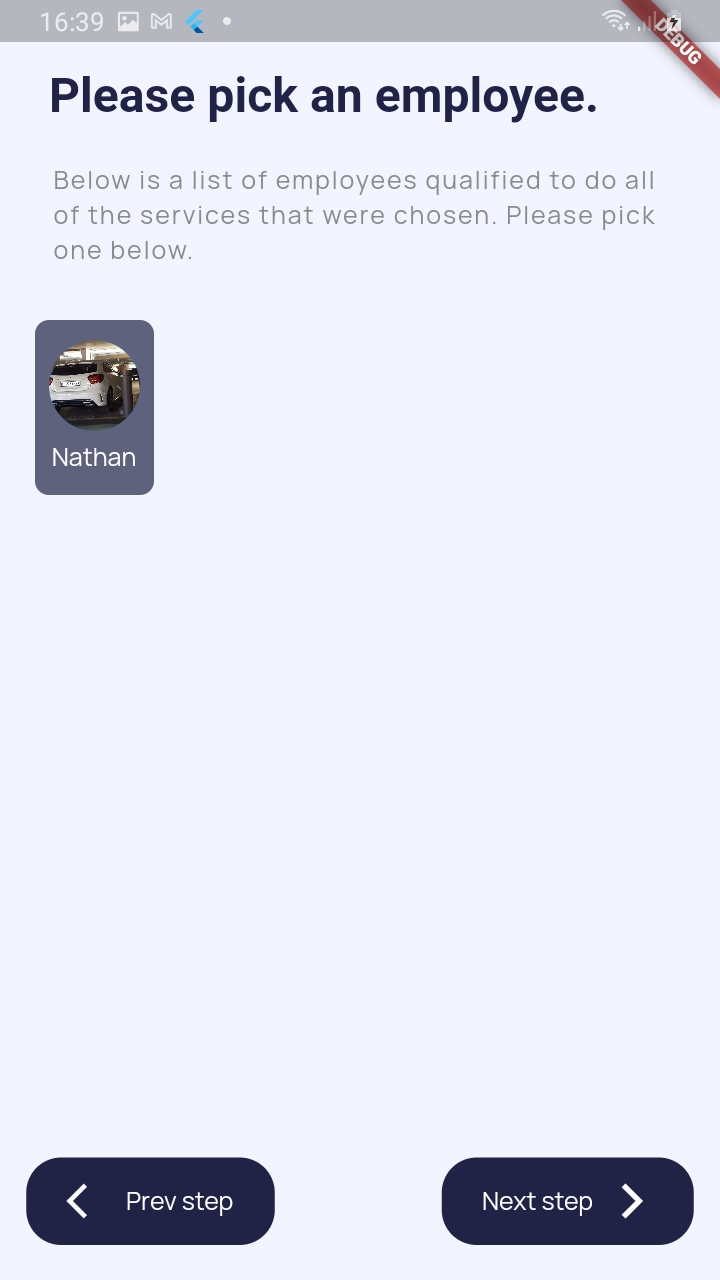 16:39
DEBUG
Please pick an employee.
Below is a list of employees qualified to do all
of the services that were chosen. Please pick
one below.
Nathan
Prev step
Next step